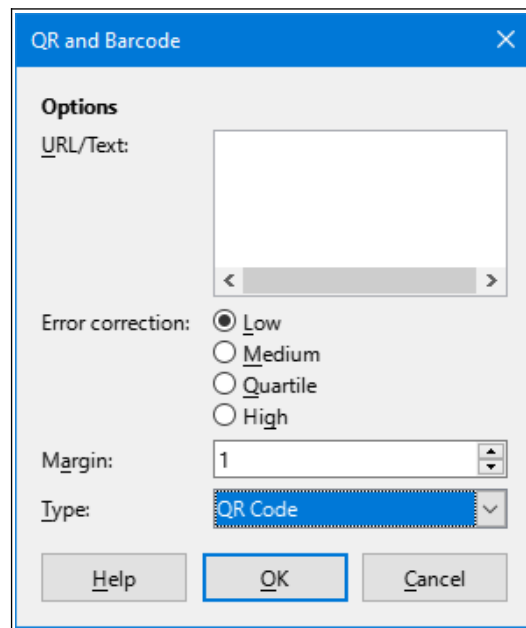 QR and Barcode
Options
URL/Text:
Error correction:
Low
Medium
Quartile
High
Margin:
1
Type:
QR Code
Help
OK
Cancel